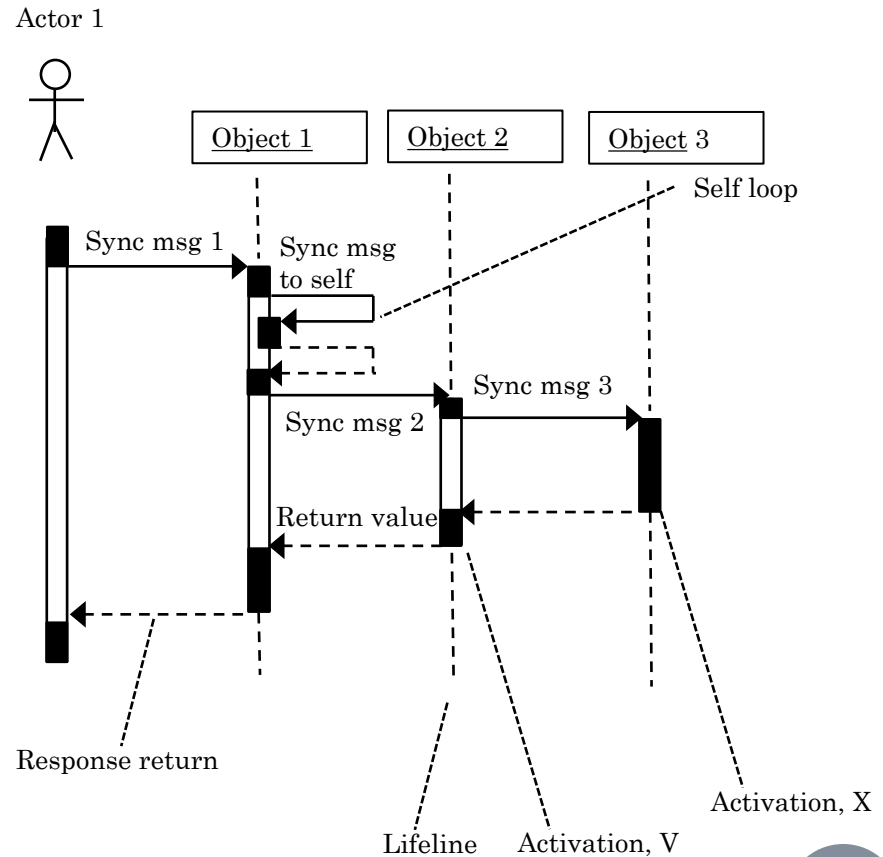 Actor 1
Object 1
Object 2
Object 3
Self loop
Sync msg 1
Sync msg
to self
Sync msg 3
Sync msg 2
Return value
Response return
Activation, X
Lifeline
Activation, V